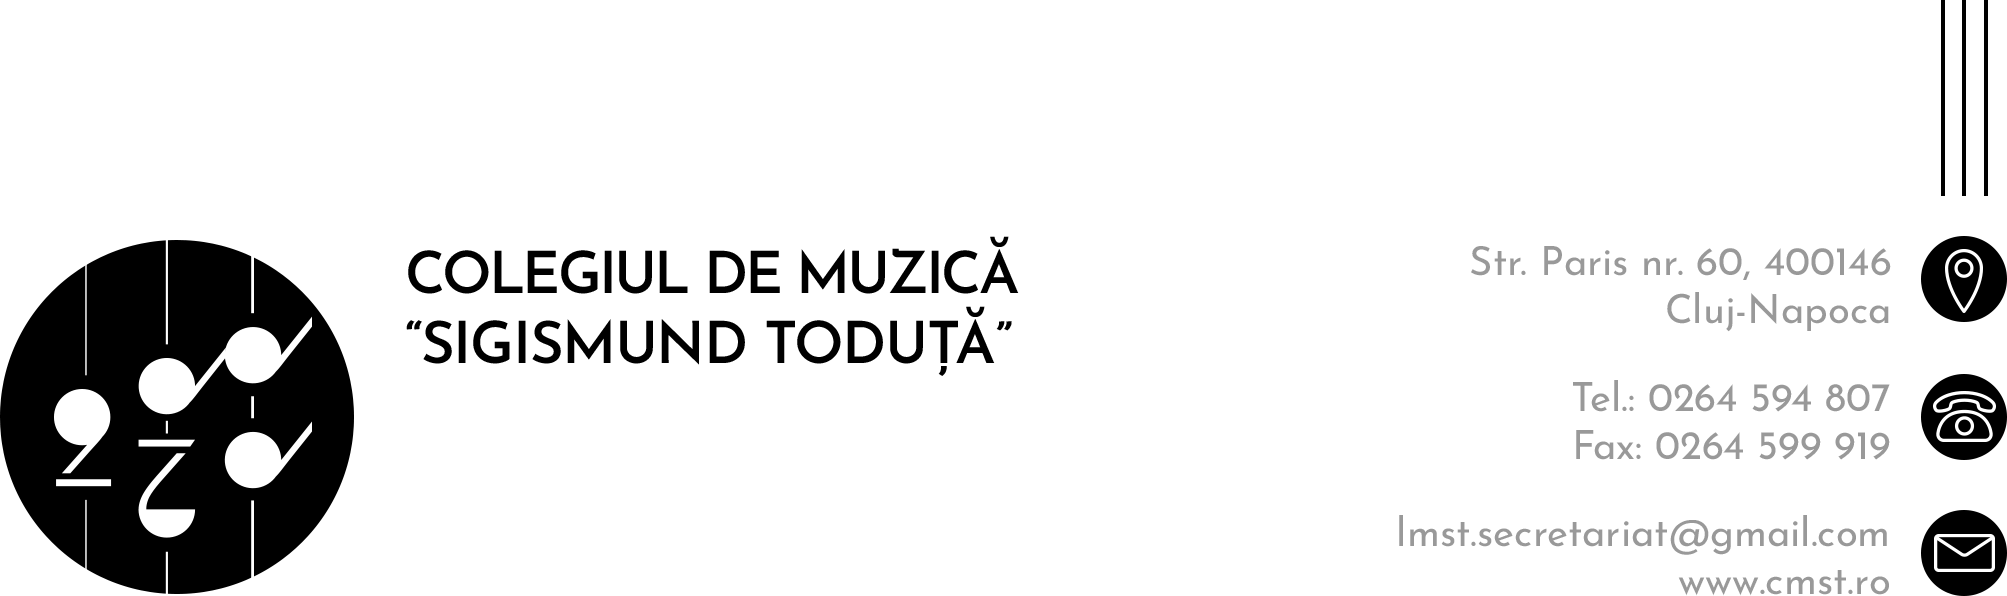 COLEGIUL DE MUZICĂ
“SIGISMUND TODUȚĂ”
Str. Paris nr. 60, 400146
Cluj-Napoca
Tel.: 0264 594 807
Fax: 0264 599 919
lmst.secretariat@gmail.com
www.cmst.ro